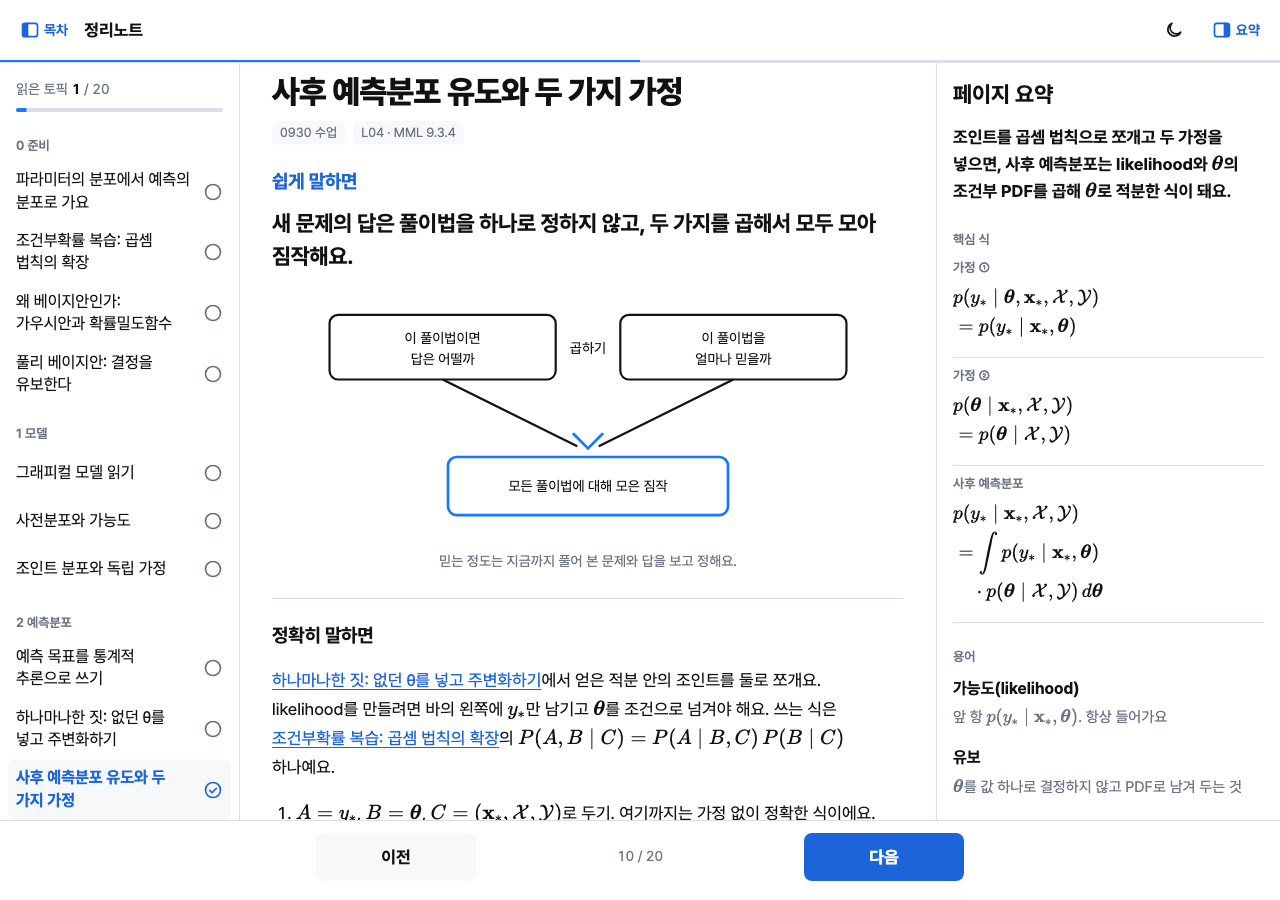 목차 정리노트 요약
읽은 토픽 1 / 20
0 준비
파라미터의 분포에서 예측의
분포로 가요
조건부확률 복습: 곱셈
법칙의 확장
왜 베이지안인가:
가우시안과 확률밀도함수
풀리 베이지안: 결정을
유보한다
1 모델
그래피컬 모델 읽기
사전분포와 가능도
조인트 분포와 독립 가정
2 예측분포
예측 목표를 통계적
추론으로 쓰기
하나마나한 짓: 없던 θ를
넣고 주변화하기
사후 예측분포 유도와 두
가지 가정
사후 예측분포 유도와 두 가지 가정
0930 수업 L04 · MML 9.3.4
쉽게 말하면
새 문제의 답은 풀이법을 하나로 정하지 않고, 두 가지를 곱해서 모두 모아
짐작해요.
이 풀이법이면
답은 어떨까
곱하기
이 풀이법을
얼마나 믿을까
모든 풀이법에 대해 모은 짐작
믿는 정도는 지금까지 풀어 본 문제와 답을 보고 정해요.
정확히 말하면
하나마나한 짓: 없던 θ를 넣고 주변화하기에서 얻은 적분 안의 조인트를 둘로 쪼개요.
likelihood를 만들려면 바의 왼쪽에 y∗만 남기고 θ를 조건으로 넘겨야 해요. 쓰는 식은
조건부확률 복습: 곱셈 법칙의 확장의 P(A, B | C) = P(A | B, C) P(B | C)
하나예요.
1. A = y∗, B = θ, C = (x∗, 𝒳, 𝒴)로 두기. 여기까지는 가정 없이 정확한 식이에요.
페이지 요약
조인트를 곱셈 법칙으로 쪼개고 두 가정을
넣으면, 사후 예측분포는 likelihood와 θ의
조건부 PDF를 곱해 θ로 적분한 식이 돼요.
핵심 식
가정 ①
p(y∗ | θ, x∗, 𝒳, 𝒴)
= p(y∗ | x∗, θ)
가정 ②
p(θ | x∗, 𝒳, 𝒴)
= p(θ | 𝒳, 𝒴)
사후 예측분포
p(y∗ | x∗, 𝒳, 𝒴)
= ∫ p(y∗ | x∗, θ)
· p(θ | 𝒳, 𝒴) dθ
용어
가능도(likelihood)
앞 항 p(y∗ | x∗, θ). 항상 들어가요
유보
θ를 값 하나로 결정하지 않고 PDF로 남겨 두는 것
이전 10 / 20 다음